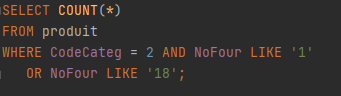 SELECT COUNT(*)
FROM produit
WHERE CodeCateg = 2 AND NoFour LIKE '1'
OR NoFour LIKE '18';